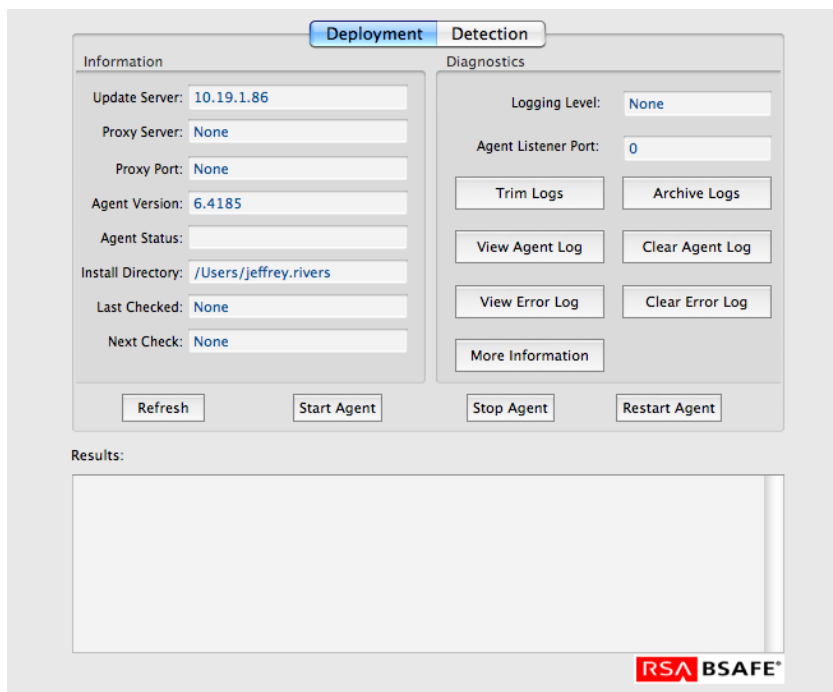 Deployment Detection
Information
Update Server: 10.19.1.86
Proxy Server: None
Proxy Port: None
Agent Version: 6.4185
Agent Status:
Install Directory: /Users/jeffrey.rivers
Last Checked: None
Next Check: None
Diagnostics
Logging Level: None
Agent Listener Port: 0
Trim Logs Archive Logs
View Agent Log Clear Agent Log
View Error Log Clear Error Log
More Information
Refresh Start Agent Stop Agent Restart Agent
Results:
RSA BSAFE®